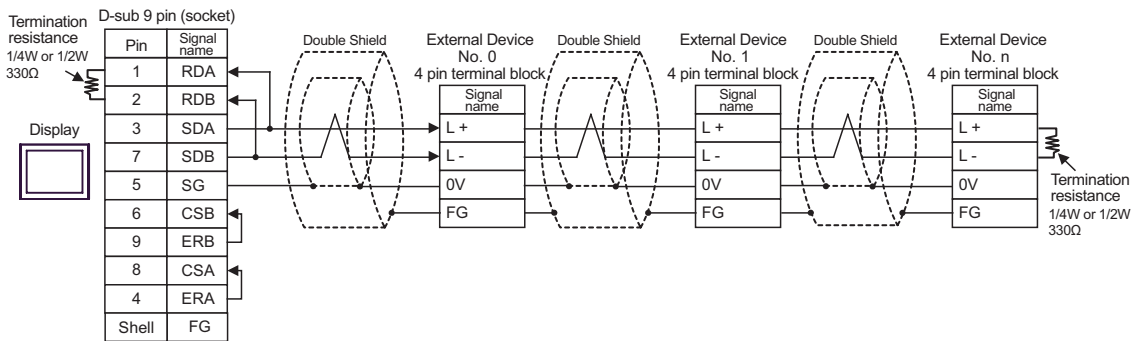 D-sub 9 pin (socket)
Termination
resistance
1/4W or 1/2W
330Ω
Display
Pin Signal name
1 RDA
2 RDB
3 SDA
7 SDB
5 SG
6 CSB
9 ERB
8 CSA
4 ERA
Shell FG
Double Shield
External Device
No. 0
4 pin terminal block
Signal
name
L +
L -
0V
FG
Double Shield
External Device
No. 1
4 pin terminal block
Signal
name
L +
L -
0V
FG
Double Shield
External Device
No. n
4 pin terminal block
Signal
name
L +
L -
0V
FG
Termination
resistance
1/4W or 1/2W
330Ω